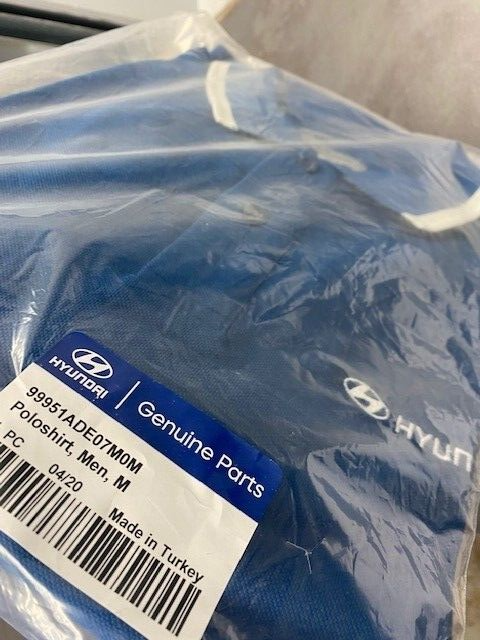 HYUNDAI | Genuine Parts
99951ADE07M0M
Poloshirt, Men, M
PC
04/20
Made in Turkey
HYUN